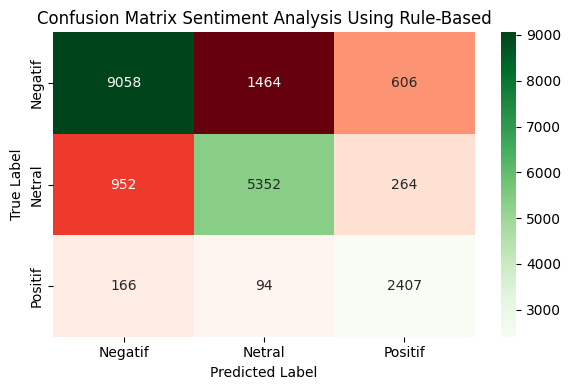 Confusion Matrix Sentiment Analysis Using Rule-Based
True Label
Negatif
9058 1464 606
Netral
952 5352 264
Positif
166 94 2407
Negatif Netral Positif
Predicted Label
9000
8000
7000
6000
5000
4000
3000